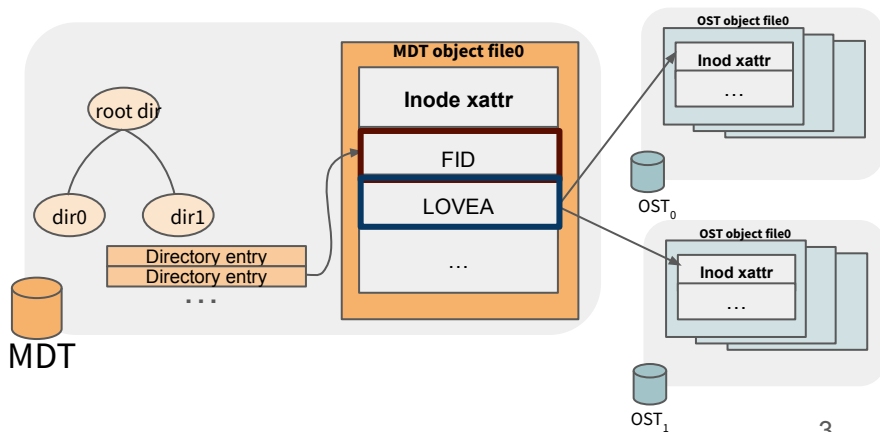 root dir
dir0
dir1
Directory entry
Directory entry
...
MDT
MDT object file0
Inode xattr
FID
LOVEA
...
OST object file0
Inod xattr
...
OST0
OST object file0
Inod xattr
...
OST1
3